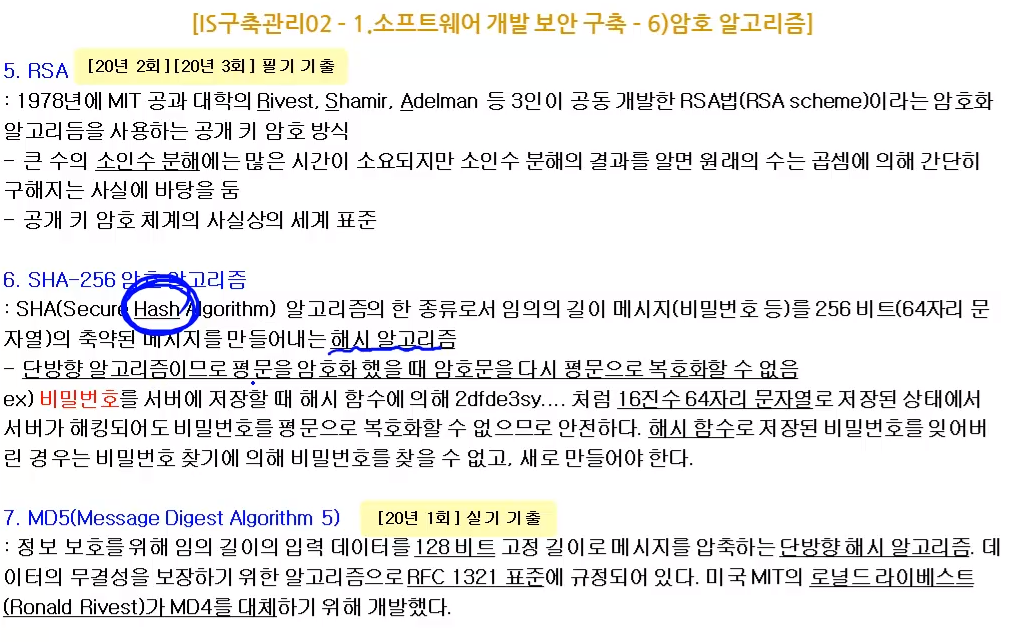 [IS구축관리02 - 1.소프트웨어 개발 보안 구축 - 6)암호 알고리즘]
5. RSA [20년 2회][20년 3회] 필기 기출
: 1978년에 MIT 공과 대학의 Rivest, Shamir, Adelman 등 3인이 공동 개발한 RSA법(RSA scheme)이라는 암호화
알고리듬을 사용하는 공개 키 암호 방식
- 큰 수의 소인수 분해에는 많은 시간이 소요되지만 소인수 분해의 결과를 알면 원래의 수는 곱셈에 의해 간단히
구해지는 사실에 바탕을 둠
- 공개 키 암호 체계의 사실상의 세계 표준
6. SHA-256 암호 알고리즘
: SHA(Secure Hash Algorithm) 알고리즘의 한 종류로서 임의의 길이 메시지(비밀번호 등)를 256 비트(64자리 문
자열)의 축약된 메시지를 만들어내는 해시 알고리즘
- 단방향 알고리즘이므로 평문을 암호화 했을 때 암호문을 다시 평문으로 복호화할 수 없음
ex) 비밀번호를 서버에 저장할 때 해시 함수에 의해 2dfde3sy.... 처럼 16진수 64자리 문자열로 저장된 상태에서
서버가 해킹되어도 비밀번호를 평문으로 복호화할 수 없으므로 안전하다. 해시 함수로 저장된 비밀번호를 잊어버
린 경우는 비밀번호 찾기에 의해 비밀번호를 찾을 수 없고, 새로 만들어야 한다.
7. MD5(Message Digest Algorithm 5) [20년 1회] 실기 기출
: 정보 보호를 위해 임의 길이의 입력 데이터를 128 비트 고정 길이로 메시지를 압축하는 단방향 해시 알고리즘. 데
이터의 무결성을 보장하기 위한 알고리즘으로 RFC 1321 표준에 규정되어 있다. 미국 MIT의 로널드 라이베스트
(Ronald Rivest)가 MD4를 대체하기 위해 개발했다.